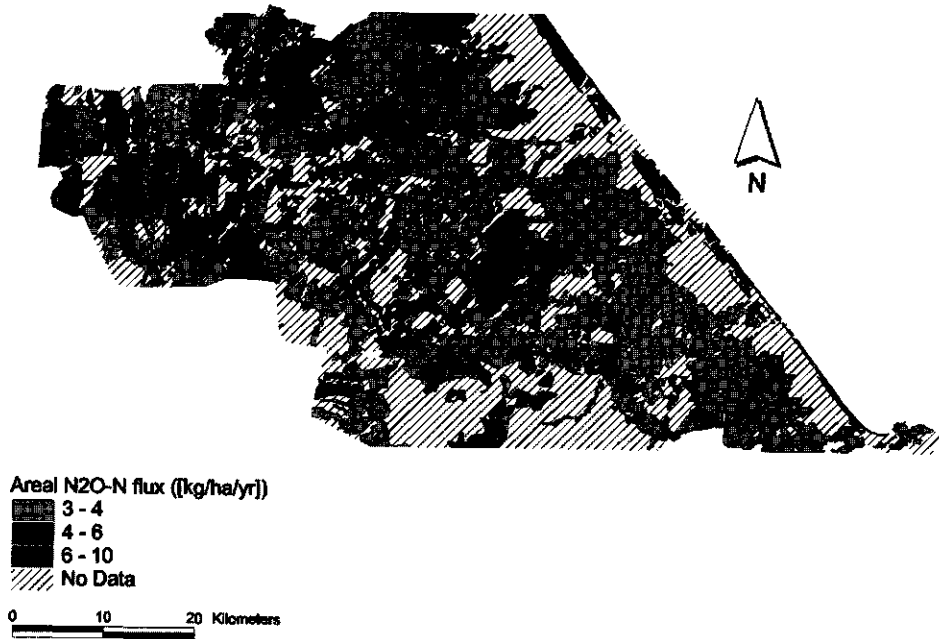 N
Areal N2O-N flux ([kg/ha/yr])
3 - 4
4 - 6
6 - 10
No Data
0 10 20 Kilometers